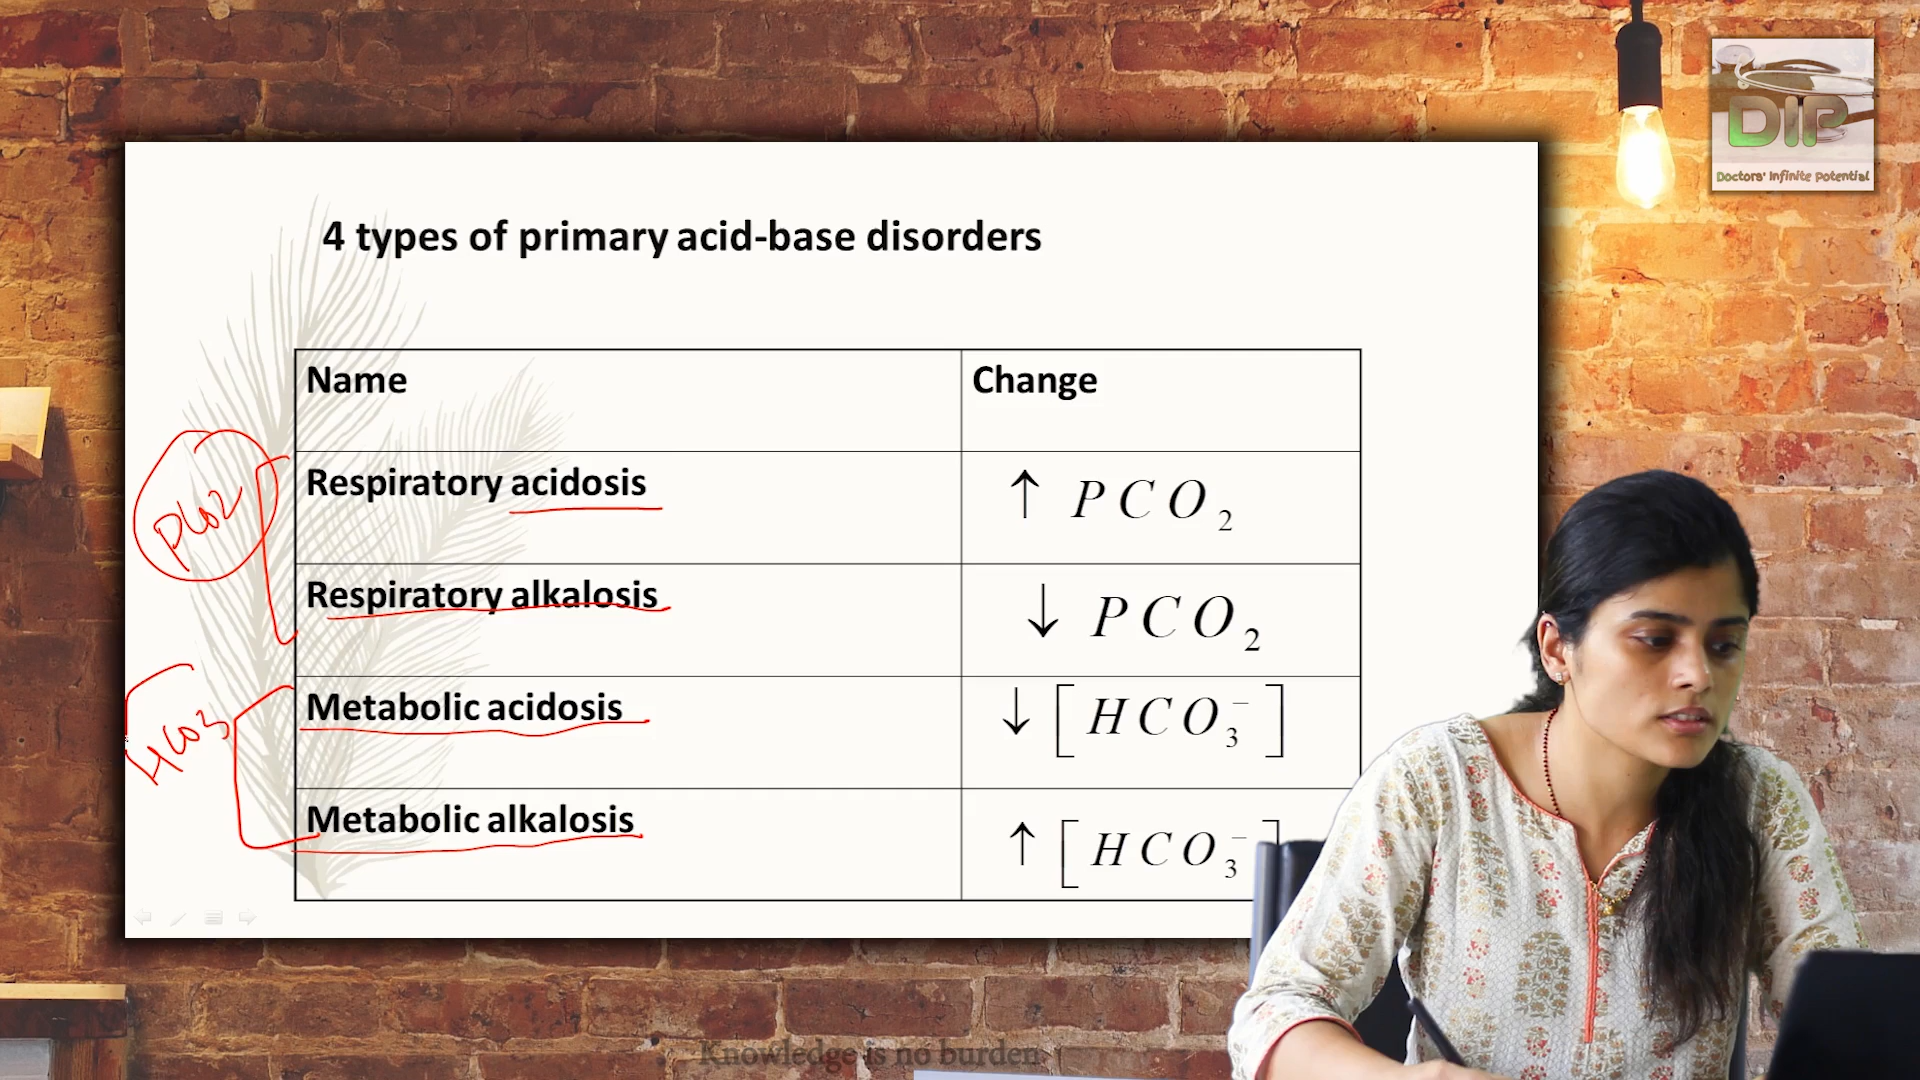 DIP
Doctors' Infinite Potential
4 types of primary acid-base disorders
Name Change
Respiratory acidosis ↑ PCO₂
PCO2
Respiratory alkalosis ↓ PCO₂
Metabolic acidosis ↓ [HCO₃⁻]
HCO3
Metabolic alkalosis ↑ [HCO₃⁻]
Knowledge is no burden